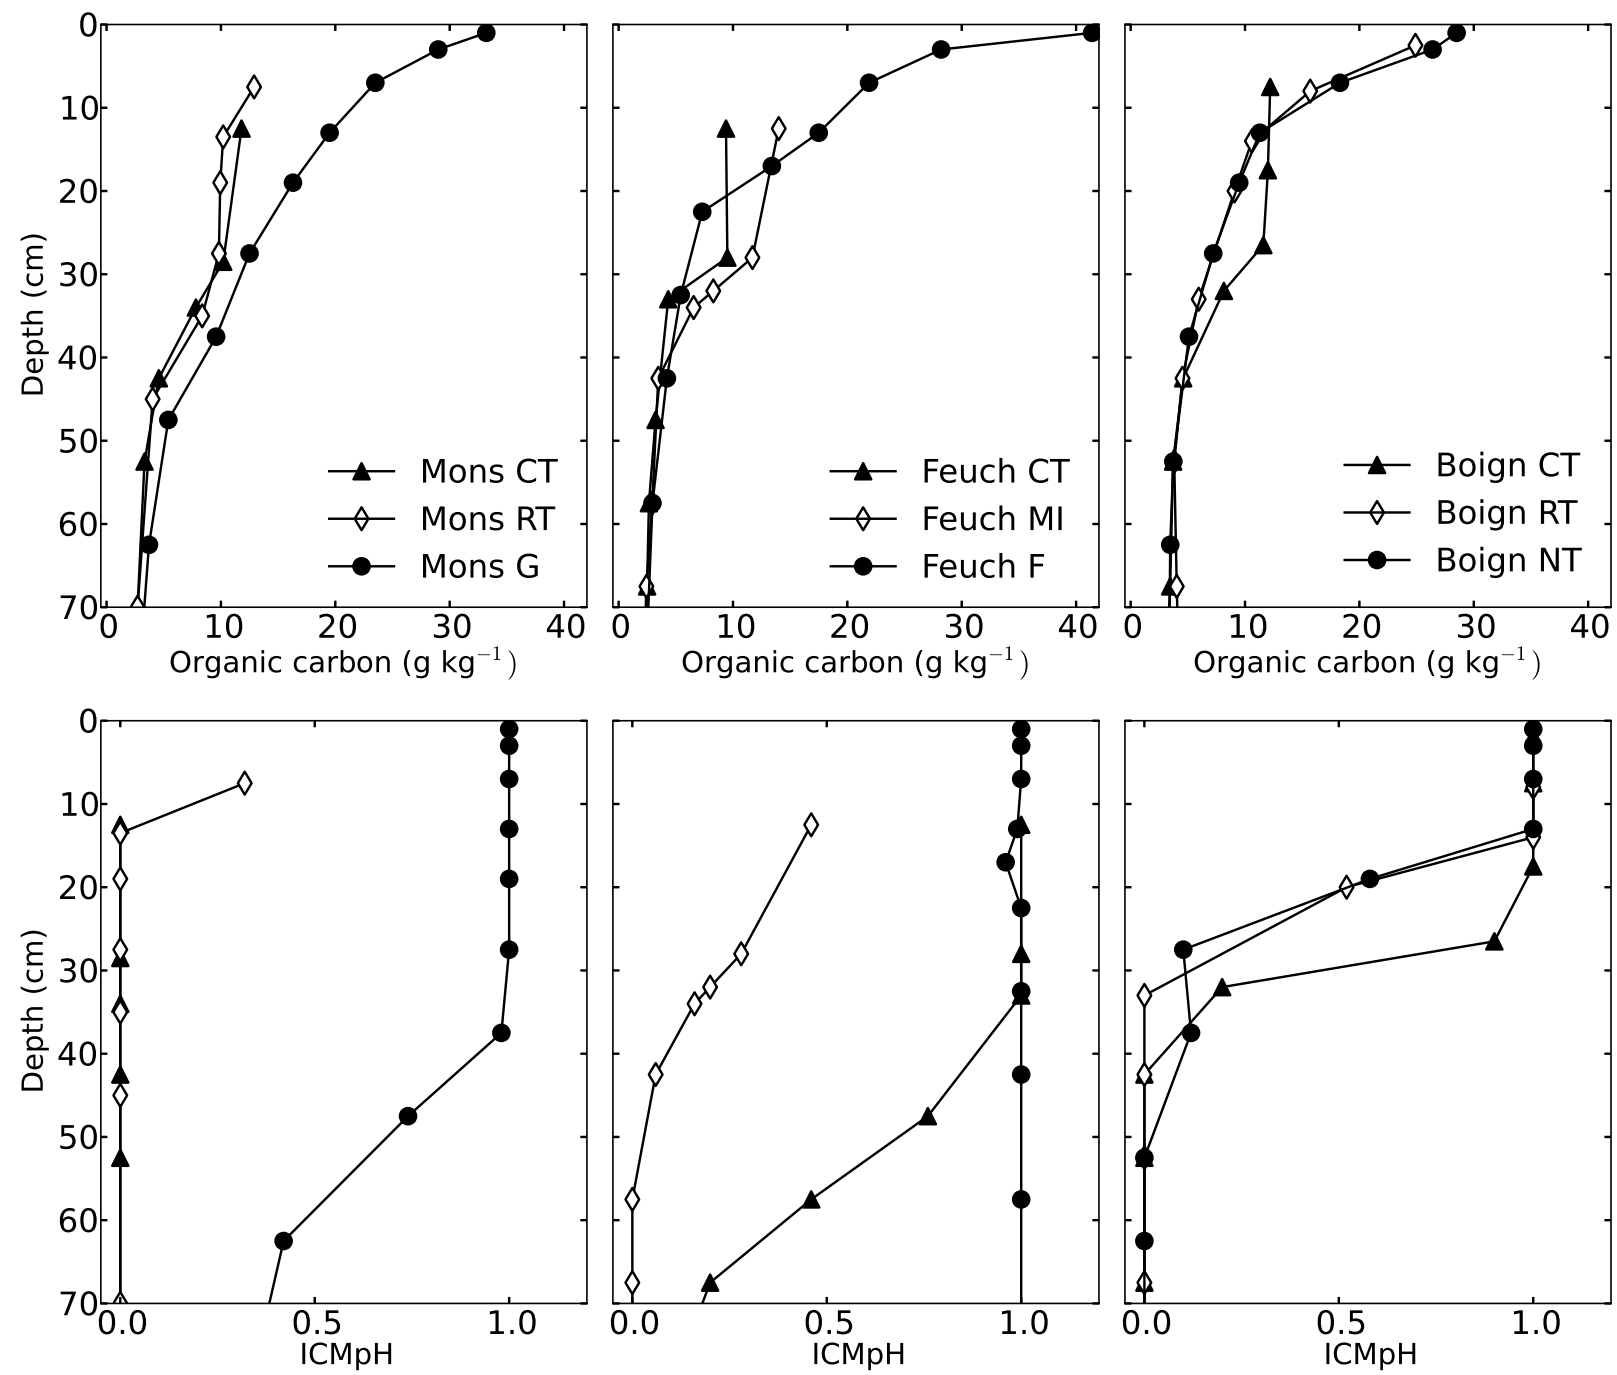 0
10
20
30
40
50
60
70
Depth (cm)
Mons CT
Mons RT
Mons G
0 10 20 30 40
Organic carbon (g kg⁻¹)
Feuch CT
Feuch MI
Feuch F
0 10 20 30 40
Organic carbon (g kg⁻¹)
Boign CT
Boign RT
Boign NT
0 10 20 30 40
Organic carbon (g kg⁻¹)
0
10
20
30
40
50
60
70
Depth (cm)
0.0 0.5 1.0
ICMpH
0.0 0.5 1.0
ICMpH
0.0 0.5 1.0
ICMpH